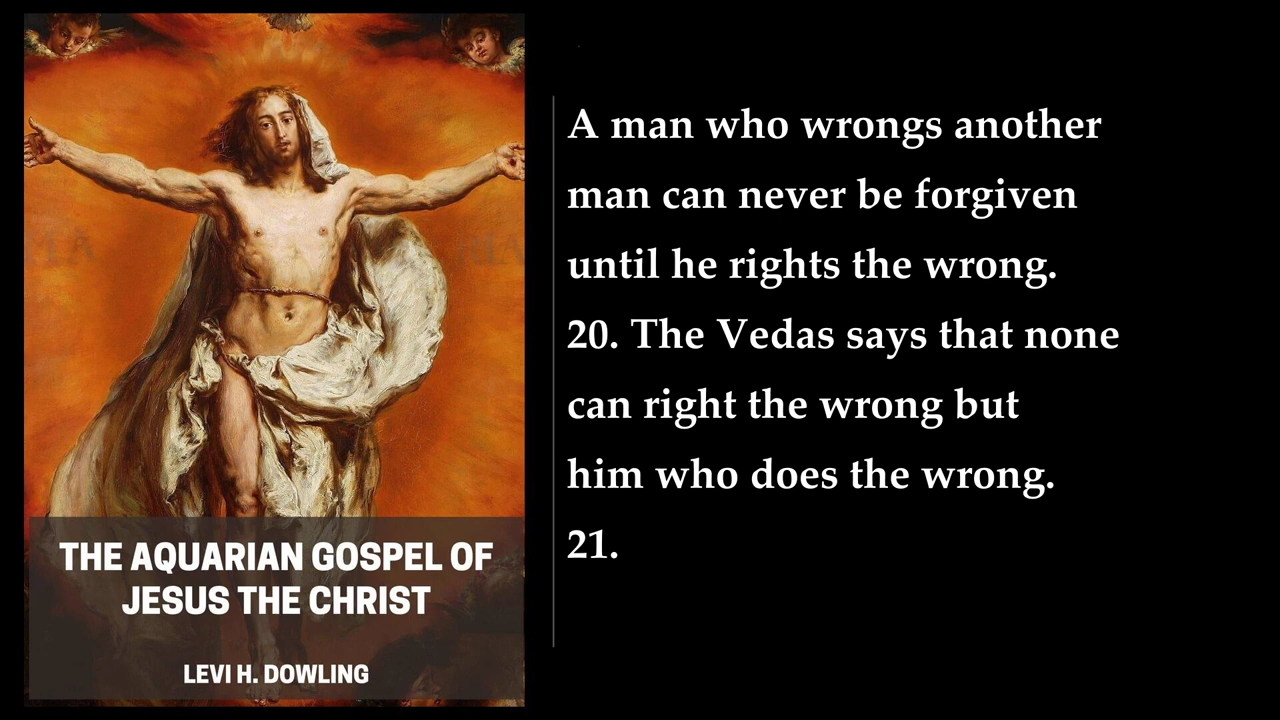 THE AQUARIAN GOSPEL OF
JESUS THE CHRIST
LEVI H. DOWLING
A man who wrongs another
man can never be forgiven
until he rights the wrong.
20. The Vedas says that none
can right the wrong but
him who does the wrong.
21.